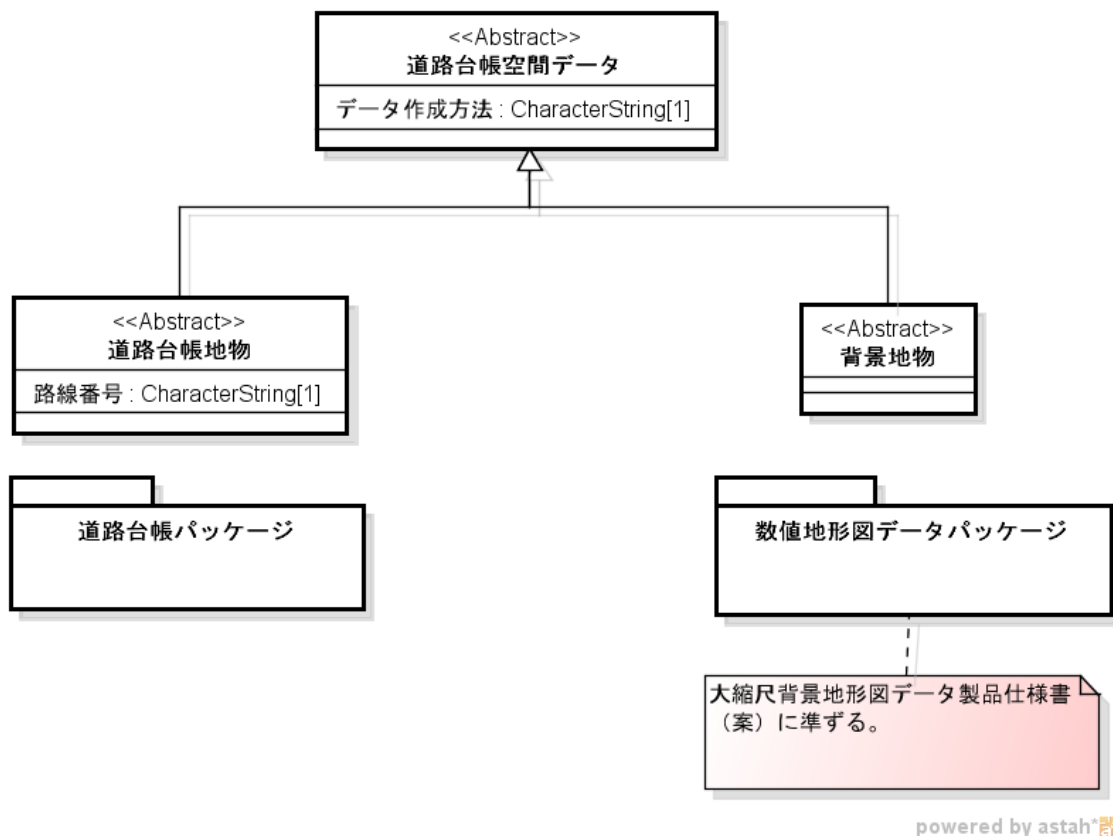 <<Abstract>>
道路台帳空間データ
データ作成方法 : CharacterString[1]
<<Abstract>>
道路台帳地物
路線番号 : CharacterString[1]
<<Abstract>>
背景地物
道路台帳パッケージ
数値地形図データパッケージ
大縮尺背景地形図データ製品仕様書
（案）に準ずる。
powered by astah*